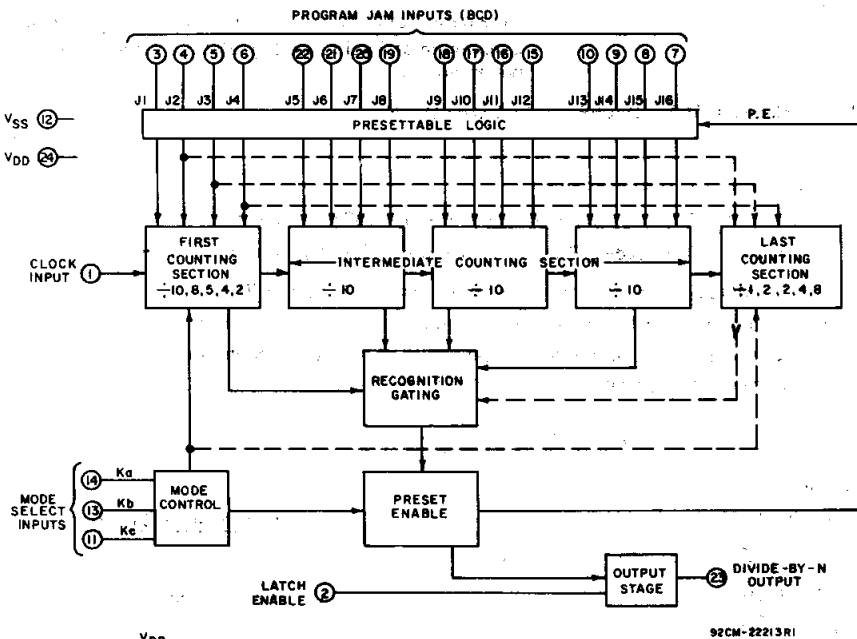 PROGRAM JAM INPUTS (BCD)
3 4 5 6 22 21 20 19 18 17 16 15 10 9 8 7
J1 J2 J3 J4 J5 J6 J7 J8 J9 J10 J11 J12 J13 J14 J15 J16
PRESETTABLE LOGIC
P.E.
VSS 12
VDD 24
CLOCK INPUT 1
FIRST
COUNTING
SECTION
÷10,8,5,4,2
INTERMEDIATE COUNTING SECTION
÷ 10
÷ 10
÷ 10
LAST
COUNTING
SECTION
÷1,2,2,4,8
RECOGNITION
GATING
MODE
SELECT
INPUTS
14 Ka
13 Kb
11 Kc
MODE
CONTROL
PRESET
ENABLE
LATCH
ENABLE 2
OUTPUT
STAGE
23 DIVIDE-BY-N
OUTPUT
VDD
92CM-22213R1